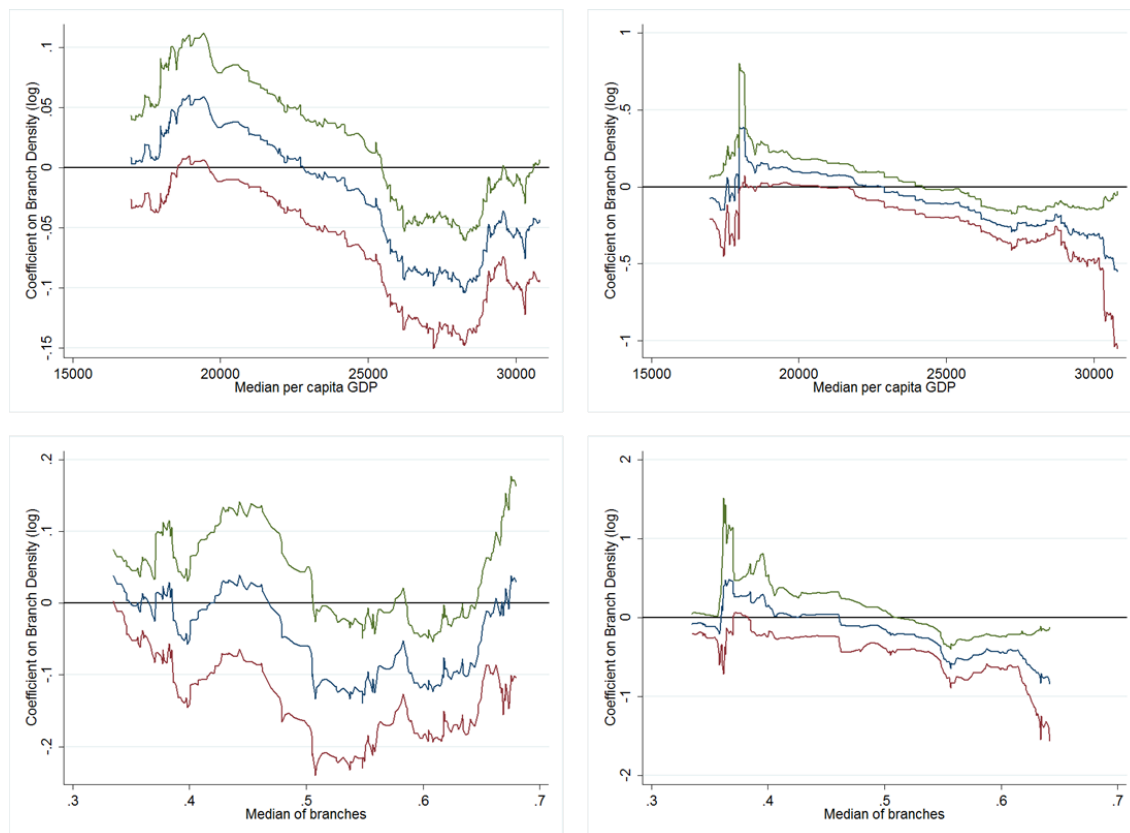 Coefficient on Branch Density (log)
.1
.05
0
-.05
-.1
-.15
15000 20000 25000 30000
Median per capita GDP
Coefficient on Branch Density (log)
1
.5
0
-.5
-1
15000 20000 25000 30000
Median per capita GDP
Coefficient on Branch Density (log)
.2
.1
0
-.1
-.2
.3 .4 .5 .6 .7
Median of branches
Coefficient on Branch Density (log)
2
1
0
-1
-2
.3 .4 .5 .6 .7
Median of branches